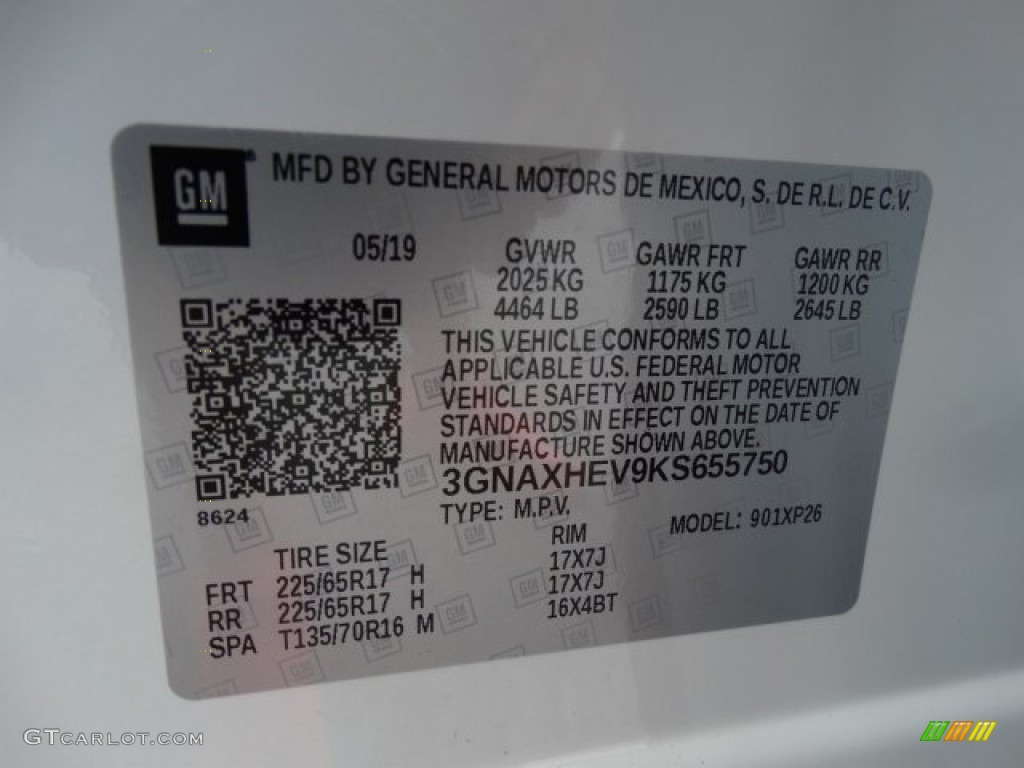 GM
MFD BY GENERAL MOTORS DE MEXICO, S. DE R.L. DE C.V.
05/19
GVWR GAWR FRT GAWR RR
2025 KG 1175 KG 1200 KG
4464 LB 2590 LB 2645 LB
THIS VEHICLE CONFORMS TO ALL
APPLICABLE U.S. FEDERAL MOTOR
VEHICLE SAFETY AND THEFT PREVENTION
STANDARDS IN EFFECT ON THE DATE OF
MANUFACTURE SHOWN ABOVE.
3GNAXHEV9KS655750
8624
TYPE: M.P.V. MODEL: 901XP26
TIRE SIZE RIM
FRT 225/65R17 H 17X7J
RR 225/65R17 H 17X7J
SPA T135/70R16 M 16X4BT
GTCARLOT.COM